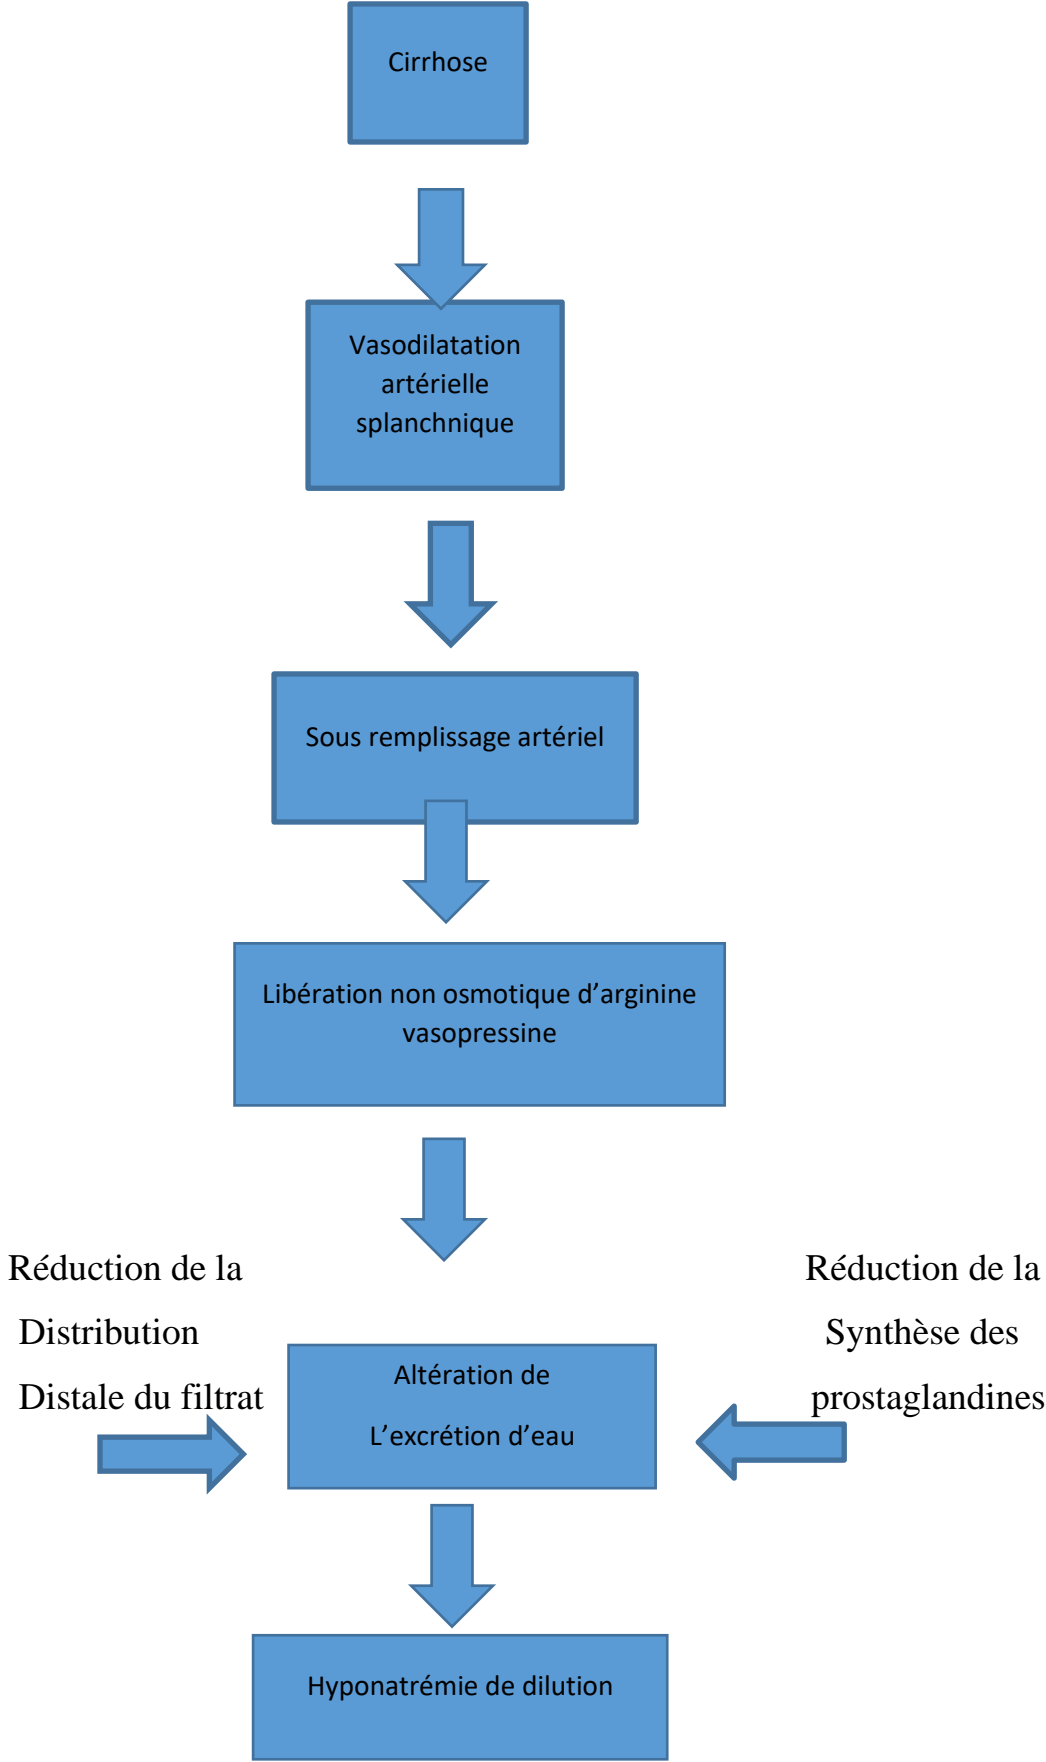 Cirrhose
Vasodilatation
artérielle
splanchnique
Sous remplissage artériel
Libération non osmotique d’arginine
vasopressine
Réduction de la
Distribution
Distale du filtrat
Altération de
L’excrétion d’eau
Réduction de la
Synthèse des
prostaglandines
Hyponatrémie de dilution